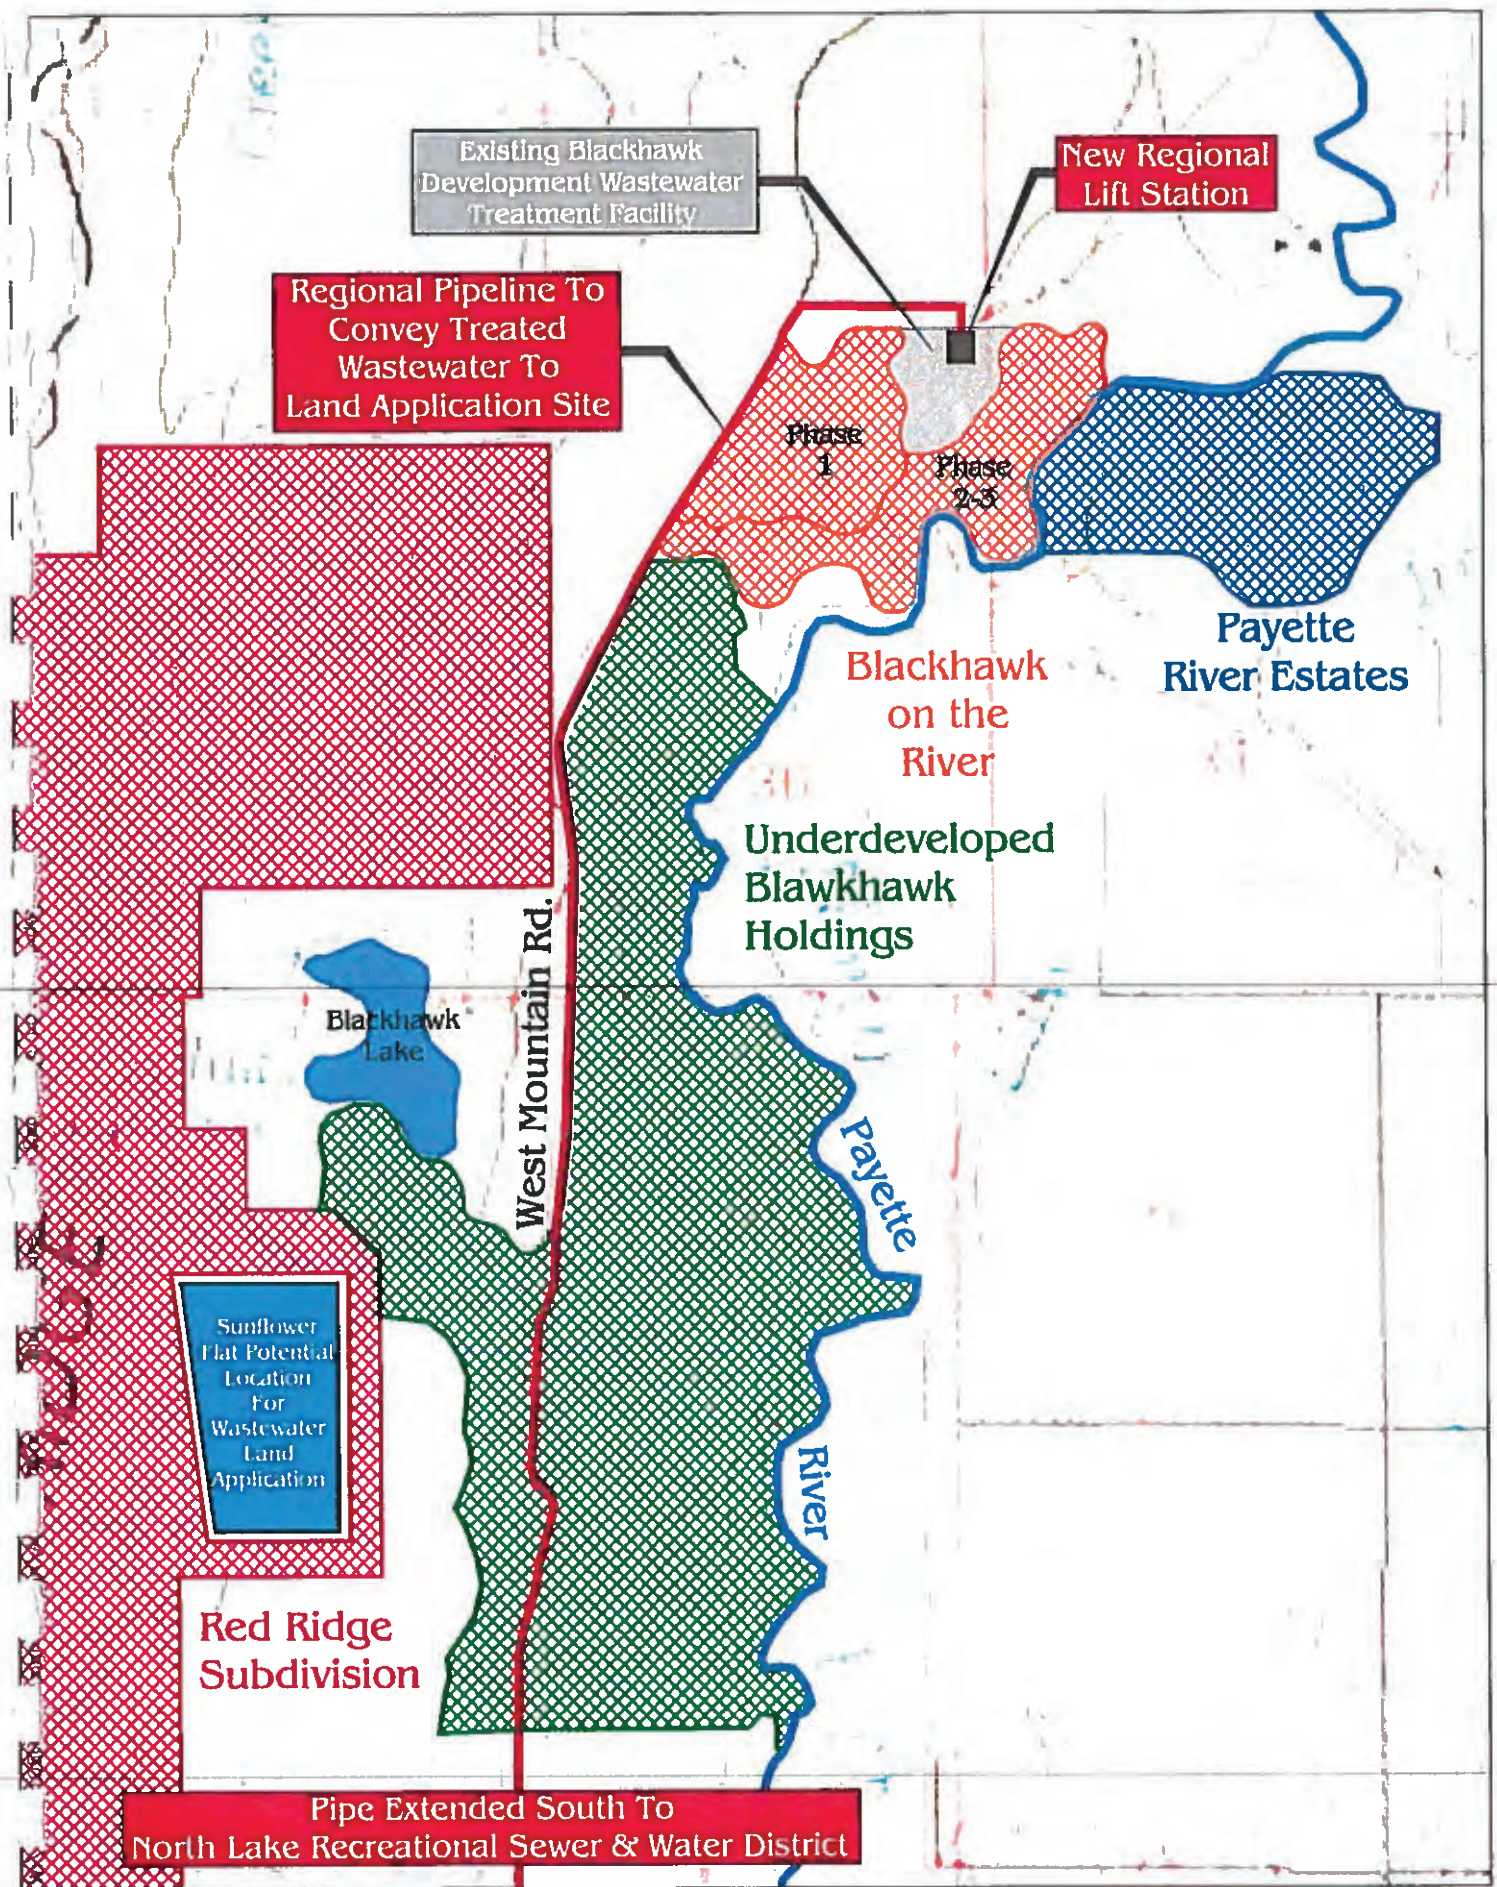 Existing Blackhawk
Development Wastewater
Treatment Facility
New Regional
Lift Station
Regional Pipeline To
Convey Treated
Wastewater To
Land Application Site
Phase
1
Phase
2-3
Payette
River Estates
Blackhawk
on the
River
Underdeveloped
Blawkhawk
Holdings
West Mountain Rd.
Blackhawk
Lake
Payette
River
Sunflower
Flat Potential
Location
For
Wastewater
Land
Application
Red Ridge
Subdivision
Pipe Extended South To
North Lake Recreational Sewer & Water District